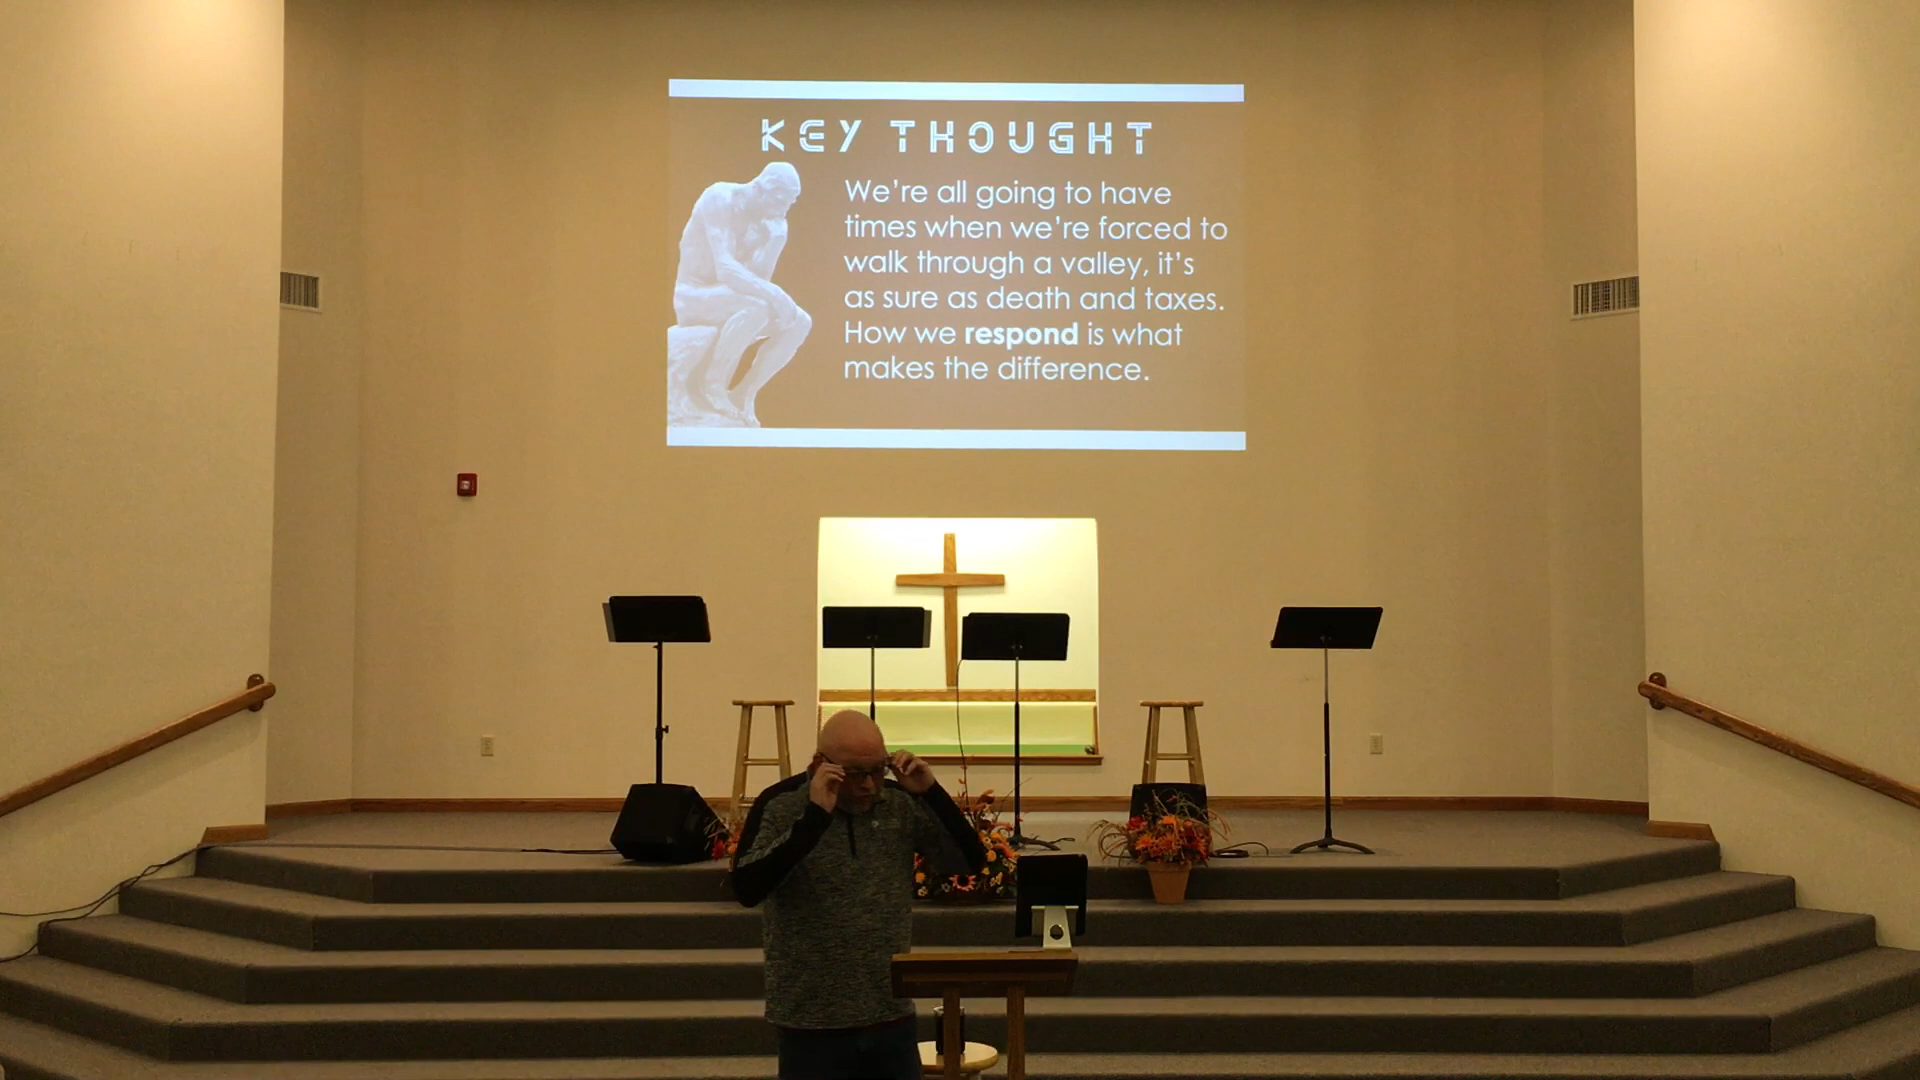 KEY THOUGHT
We're all going to have
times when we're forced to
walk through a valley, it's
as sure as death and taxes.
How we respond is what
makes the difference.